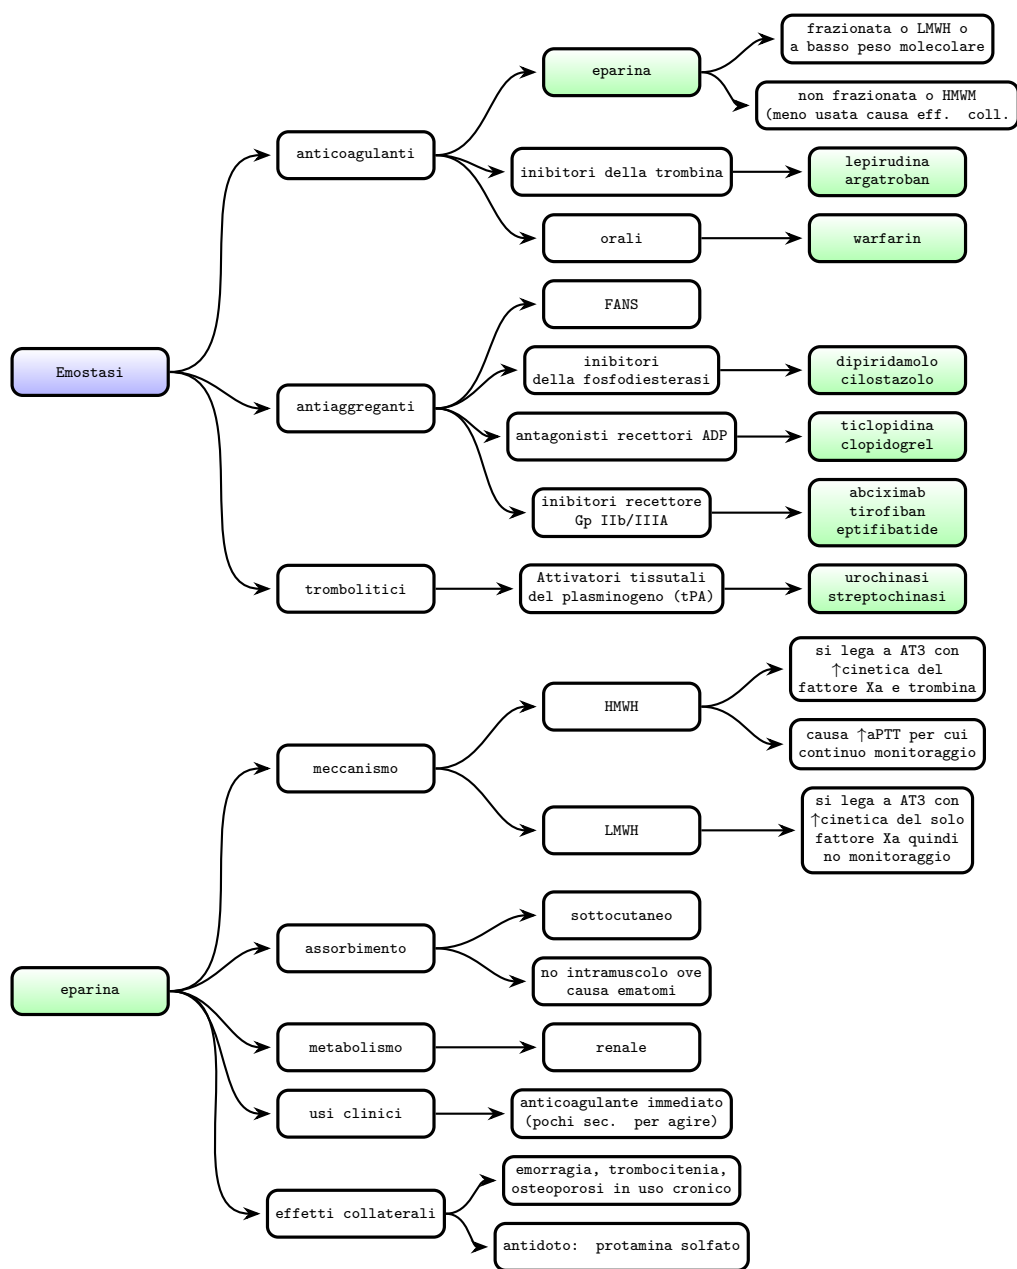 Emostasi
anticoagulanti
eparina
frazionata o LMWH o
a basso peso molecolare
non frazionata o HMWM
(meno usata causa eff. coll.
inibitori della trombina
lepirudina
argatroban
orali
warfarin
antiaggreganti
FANS
inibitori
della fosfodiesterasi
dipiridamolo
cilostazolo
antagonisti recettori ADP
ticlopidina
clopidogrel
inibitori recettore
Gp IIb/IIIA
abciximab
tirofiban
eptifibatide
trombolitici
Attivatori tissutali
del plasminogeno (tPA)
urochinasi
streptochinasi
eparina
meccanismo
HMWH
si lega a AT3 con
↑cinetica del
fattore Xa e trombina
causa ↑aPTT per cui
continuo monitoraggio
LMWH
si lega a AT3 con
↑cinetica del solo
fattore Xa quindi
no monitoraggio
assorbimento
sottocutaneo
no intramuscolo ove
causa ematomi
metabolismo
renale
usi clinici
anticoagulante immediato
(pochi sec. per agire)
effetti collaterali
emorragia, trombocitenia,
osteoporosi in uso cronico
antidoto: protamina solfato